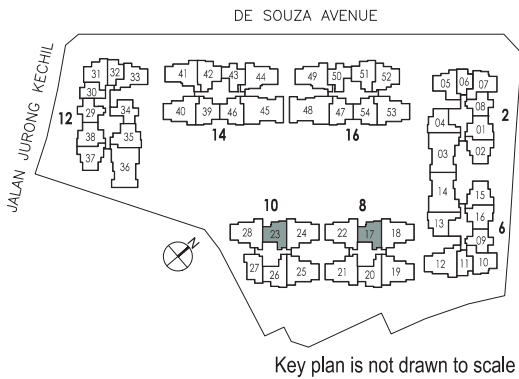 DE SOUZA AVENUE
JALAN JURONG KECHIL
31 32 33
30
29 34
38 35
37 36
12
41 42 43 44
40 39 46 45
14
49 50 51 52
48 47 54 53
16
05 06 07
08
04 01
03 02
2
14 15
13 16
09
12 11 10
6
10
28 23 24
27 26 25
8
22 17 18
21 20 19
N
Key plan is not drawn to scale